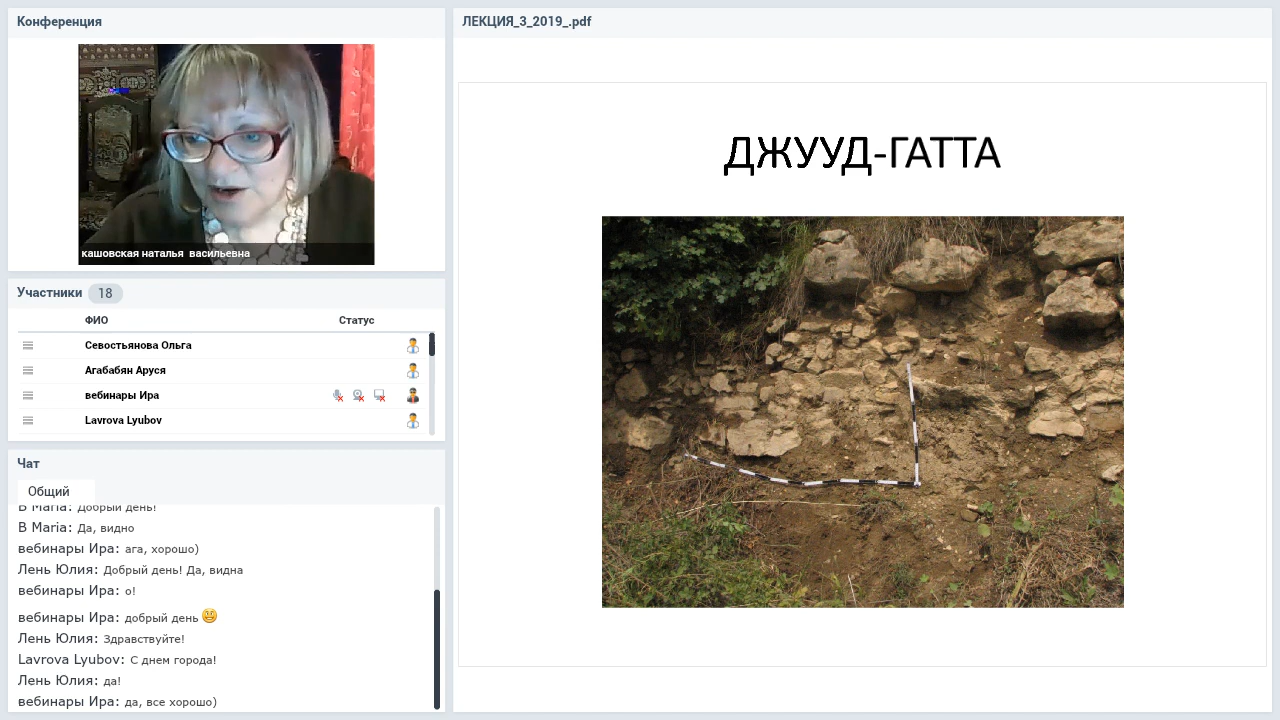 Конференция
кашовская наталья васильевна
Участники 18
ФИО Статус
Севостьянова Ольга
Агабабян Аруся
вебинары Ира
Lavrova Lyubov
Чат
Общий
B Maria: Добрый день!
B Maria: Да, видно
вебинары Ира: ага, хорошо)
Лень Юлия: Добрый день! Да, видна
вебинары Ира: о!
вебинары Ира: добрый день
Лень Юлия: Здравствуйте!
Lavrova Lyubov: С днем города!
Лень Юлия: да!
вебинары Ира: да, все хорошо)
ЛЕКЦИЯ_3_2019_.pdf
ДЖУУД-ГАТТА